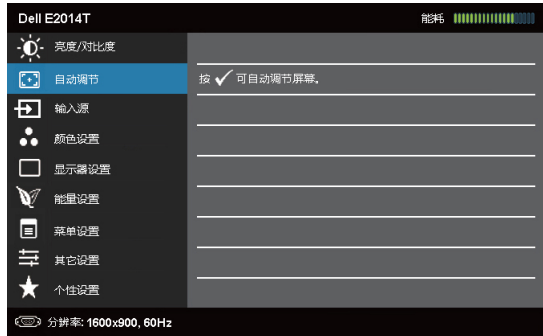 Dell E2014T
能耗
亮度/对比度
自动调节
按 ✓ 可自动调节屏幕。
输入源
颜色设置
显示器设置
能量设置
菜单设置
其它设置
个性设置
分辨率: 1600x900, 60Hz